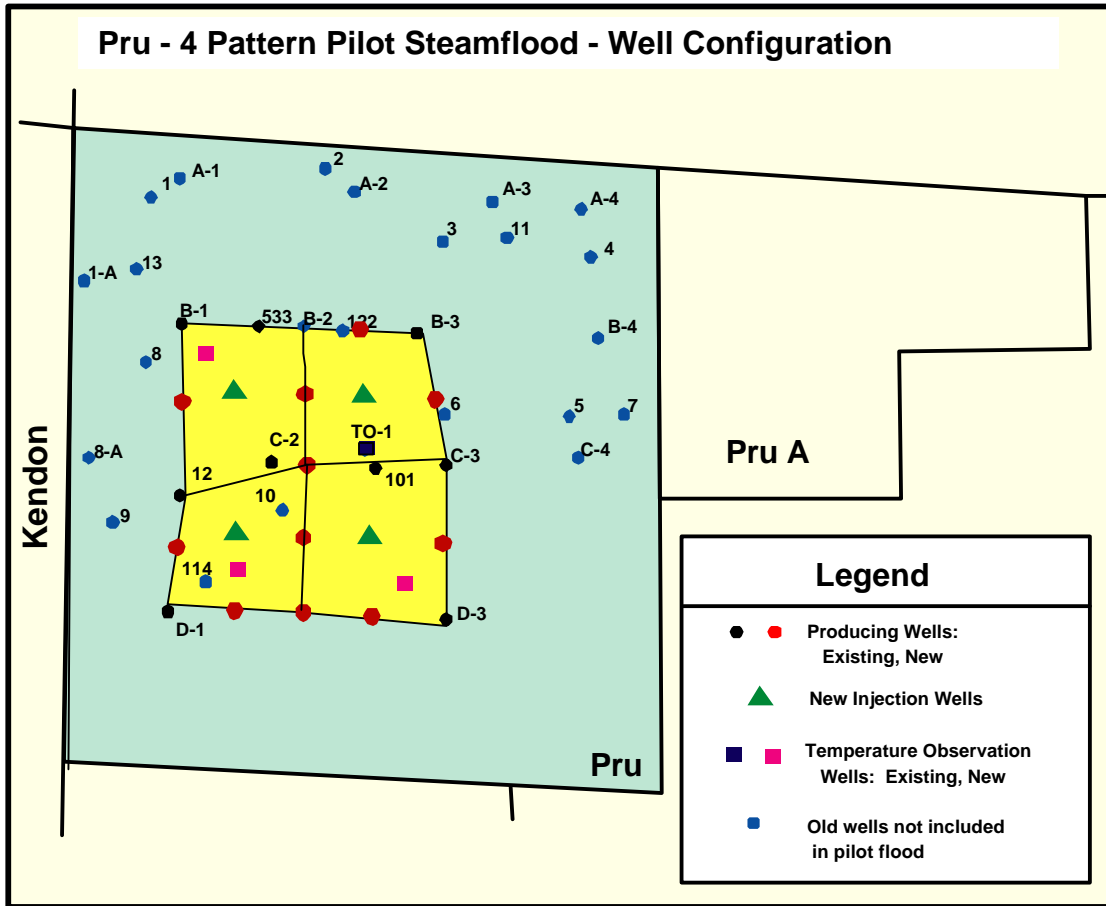 Pru - 4 Pattern Pilot Steamflood - Well Configuration
2
A-1
A-2
1
A-3
A-4
3
11
4
13
1-A
B-1
533
B-2
122
B-3
B-4
8
6
5
7
TO-1
C-2
C-3
C-4
8-A
12
101
Pru A
10
9
Kendon
114
D-1
D-3
Pru
Legend
Producing Wells:
Existing, New
New Injection Wells
Temperature Observation
Wells: Existing, New
Old wells not included
in pilot flood